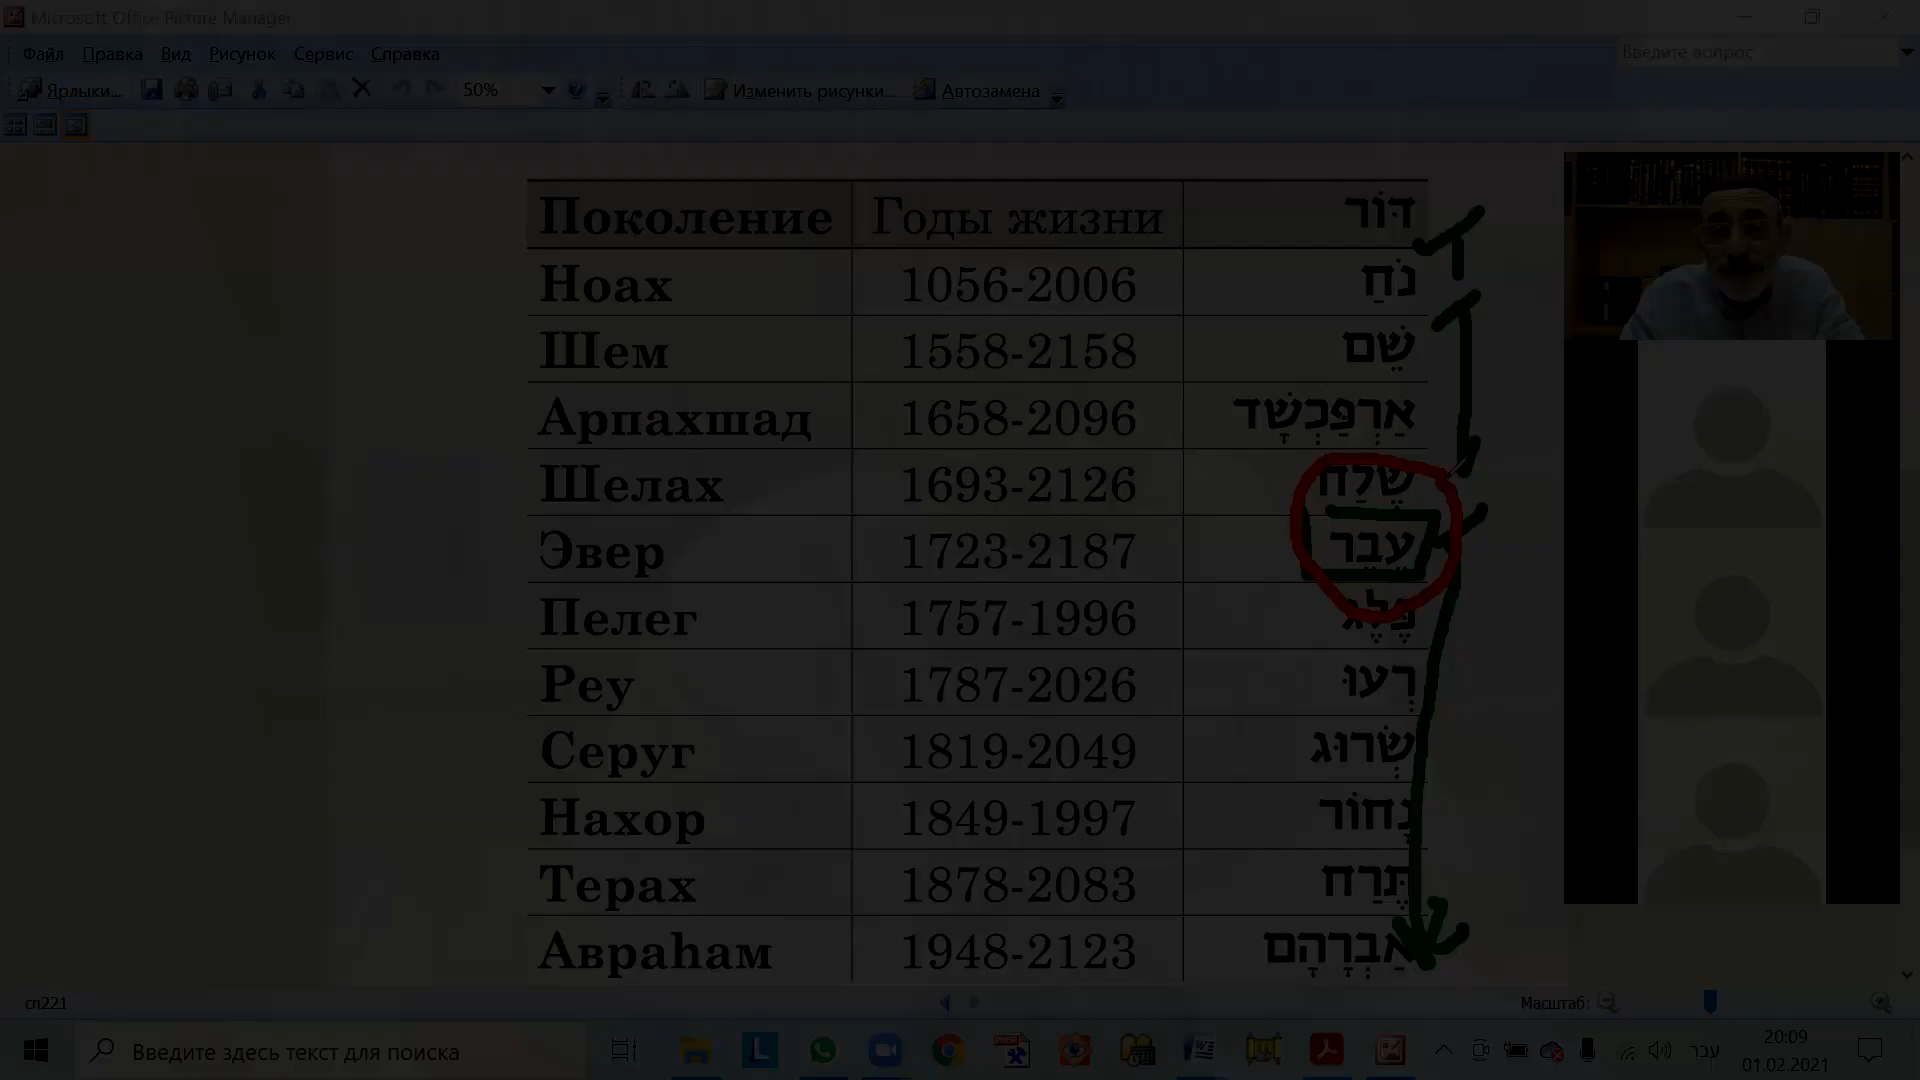 Microsoft Office Picture Manager
Файл Правка Вид Рисунок Сервис Справка
Введите вопрос
Ярлыки... 50% Изменить рисунки... Автозамена
Поколение Годы жизни דּוֹר
Ноах 1056-2006 נֹחַ
Шем 1558-2158 שֵׁם
Арпахшад 1658-2096 אַרְפַּכְשָׁד
Шелах 1693-2126 שֶׁלַח
Эвер 1723-2187 עֵבֶר
Пелег 1757-1996 פֶּלֶג
Реу 1787-2026 רְעוּ
Серуг 1819-2049 שְׂרוּג
Нахор 1849-1997 נָחוֹר
Терах 1878-2083 תֶּרַח
Авраһам 1948-2123 אַבְרָהָם
сп221 Масштаб:
Введите здесь текст для поиска
עבר 20:09
01.02.2021